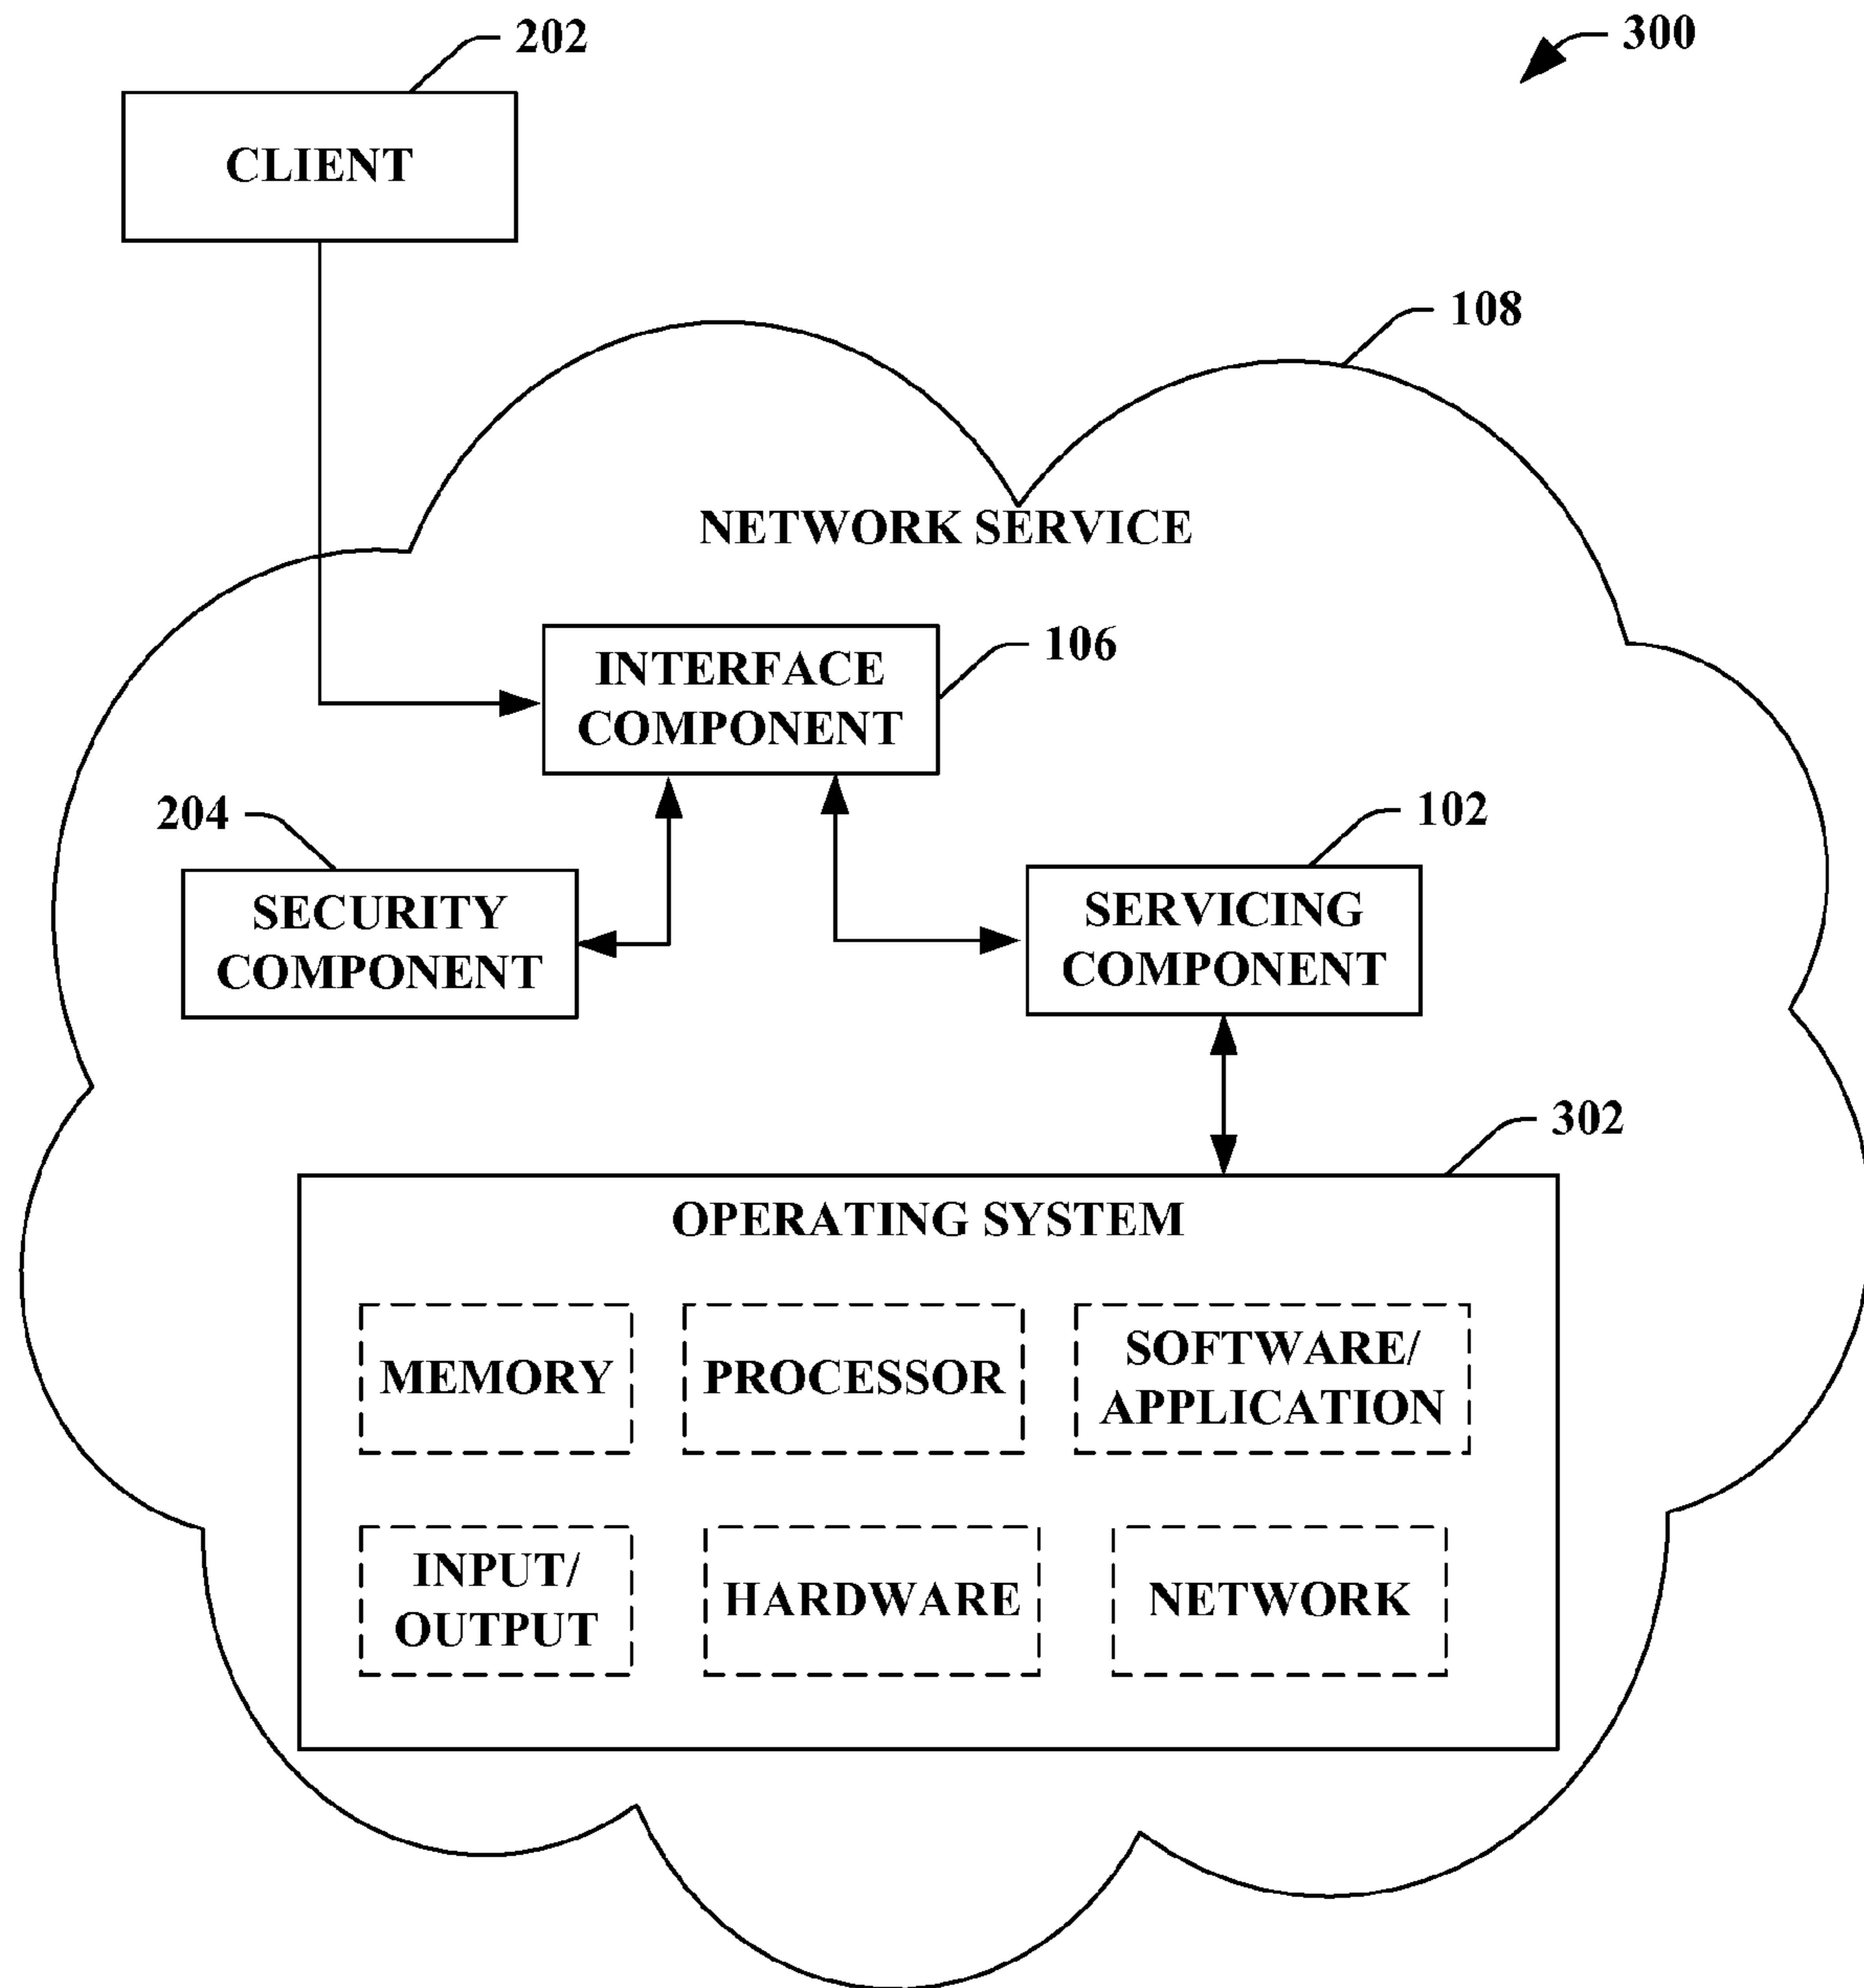 202
300
CLIENT
108
NETWORK SERVICE
INTERFACE
COMPONENT
106
204
102
SECURITY
COMPONENT
SERVICING
COMPONENT
302
OPERATING SYSTEM
MEMORY
PROCESSOR
SOFTWARE/
APPLICATION
INPUT/
OUTPUT
HARDWARE
NETWORK